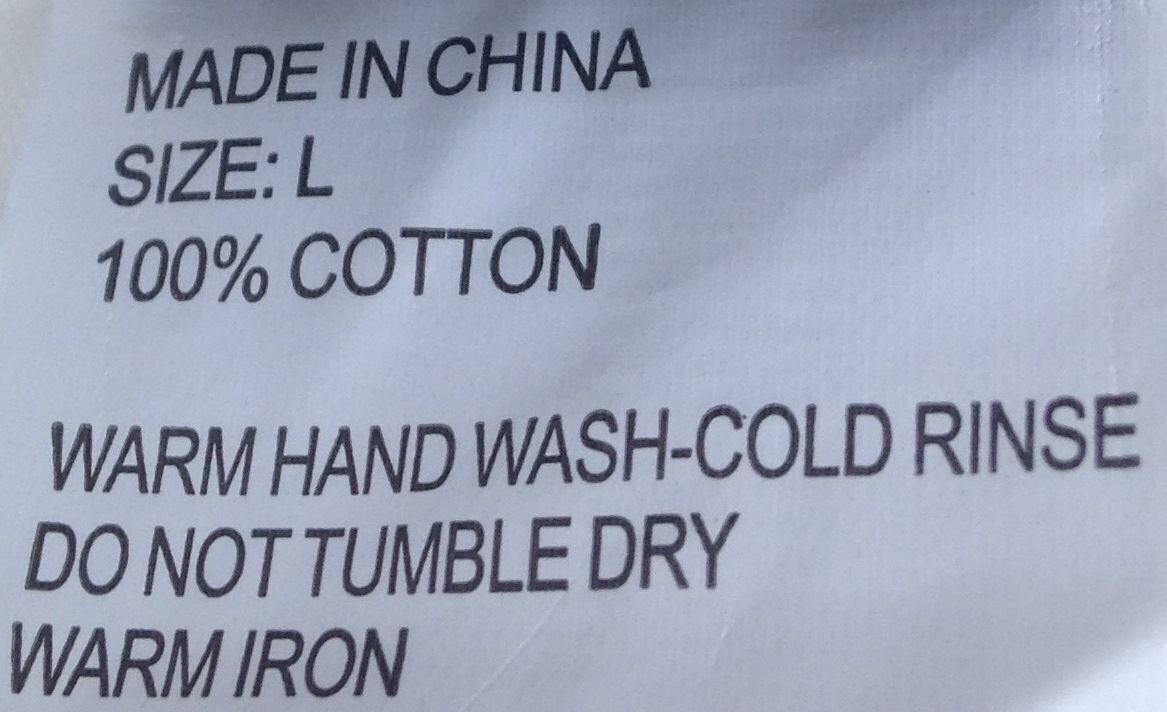 MADE IN CHINA
SIZE: L
100% COTTON
WARM HAND WASH-COLD RINSE
DO NOT TUMBLE DRY
WARM IRON